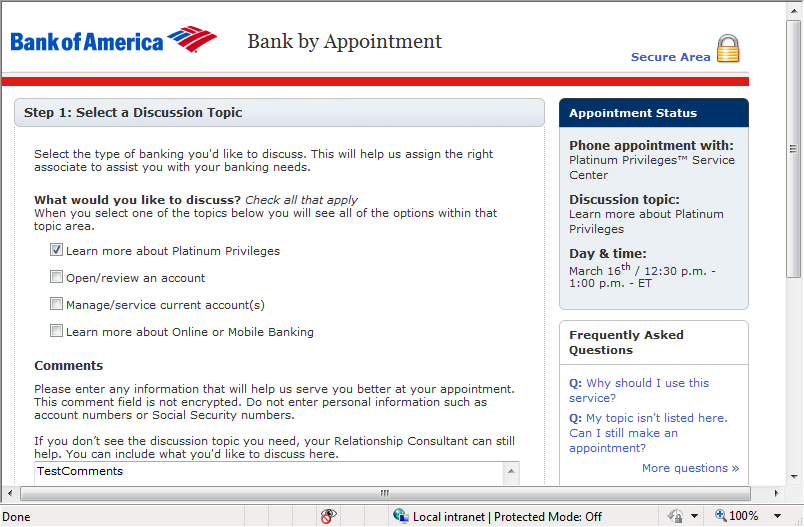 Bank of America
Bank by Appointment
Secure Area
Step 1: Select a Discussion Topic
Select the type of banking you'd like to discuss. This will help us assign the right
associate to assist you with your banking needs.
What would you like to discuss? Check all that apply
When you select one of the topics below you will see all of the options within that
topic area.
Learn more about Platinum Privileges
Open/review an account
Manage/service current account(s)
Learn more about Online or Mobile Banking
Comments
Please enter any information that will help us serve you better at your appointment.
This comment field is not encrypted. Do not enter personal information such as
account numbers or Social Security numbers.
If you don't see the discussion topic you need, your Relationship Consultant can still
help. You can include what you'd like to discuss here.
TestComments
Appointment Status
Phone appointment with:
Platinum Privileges™ Service
Center
Discussion topic:
Learn more about Platinum
Privileges
Day & time:
March 16th / 12:30 p.m. -
1:00 p.m. - ET
Frequently Asked
Questions
Q: Why should I use this
service?
Q: My topic isn't listed here.
Can I still make an
appointment?
More questions »
Done
Local intranet | Protected Mode: Off
100%